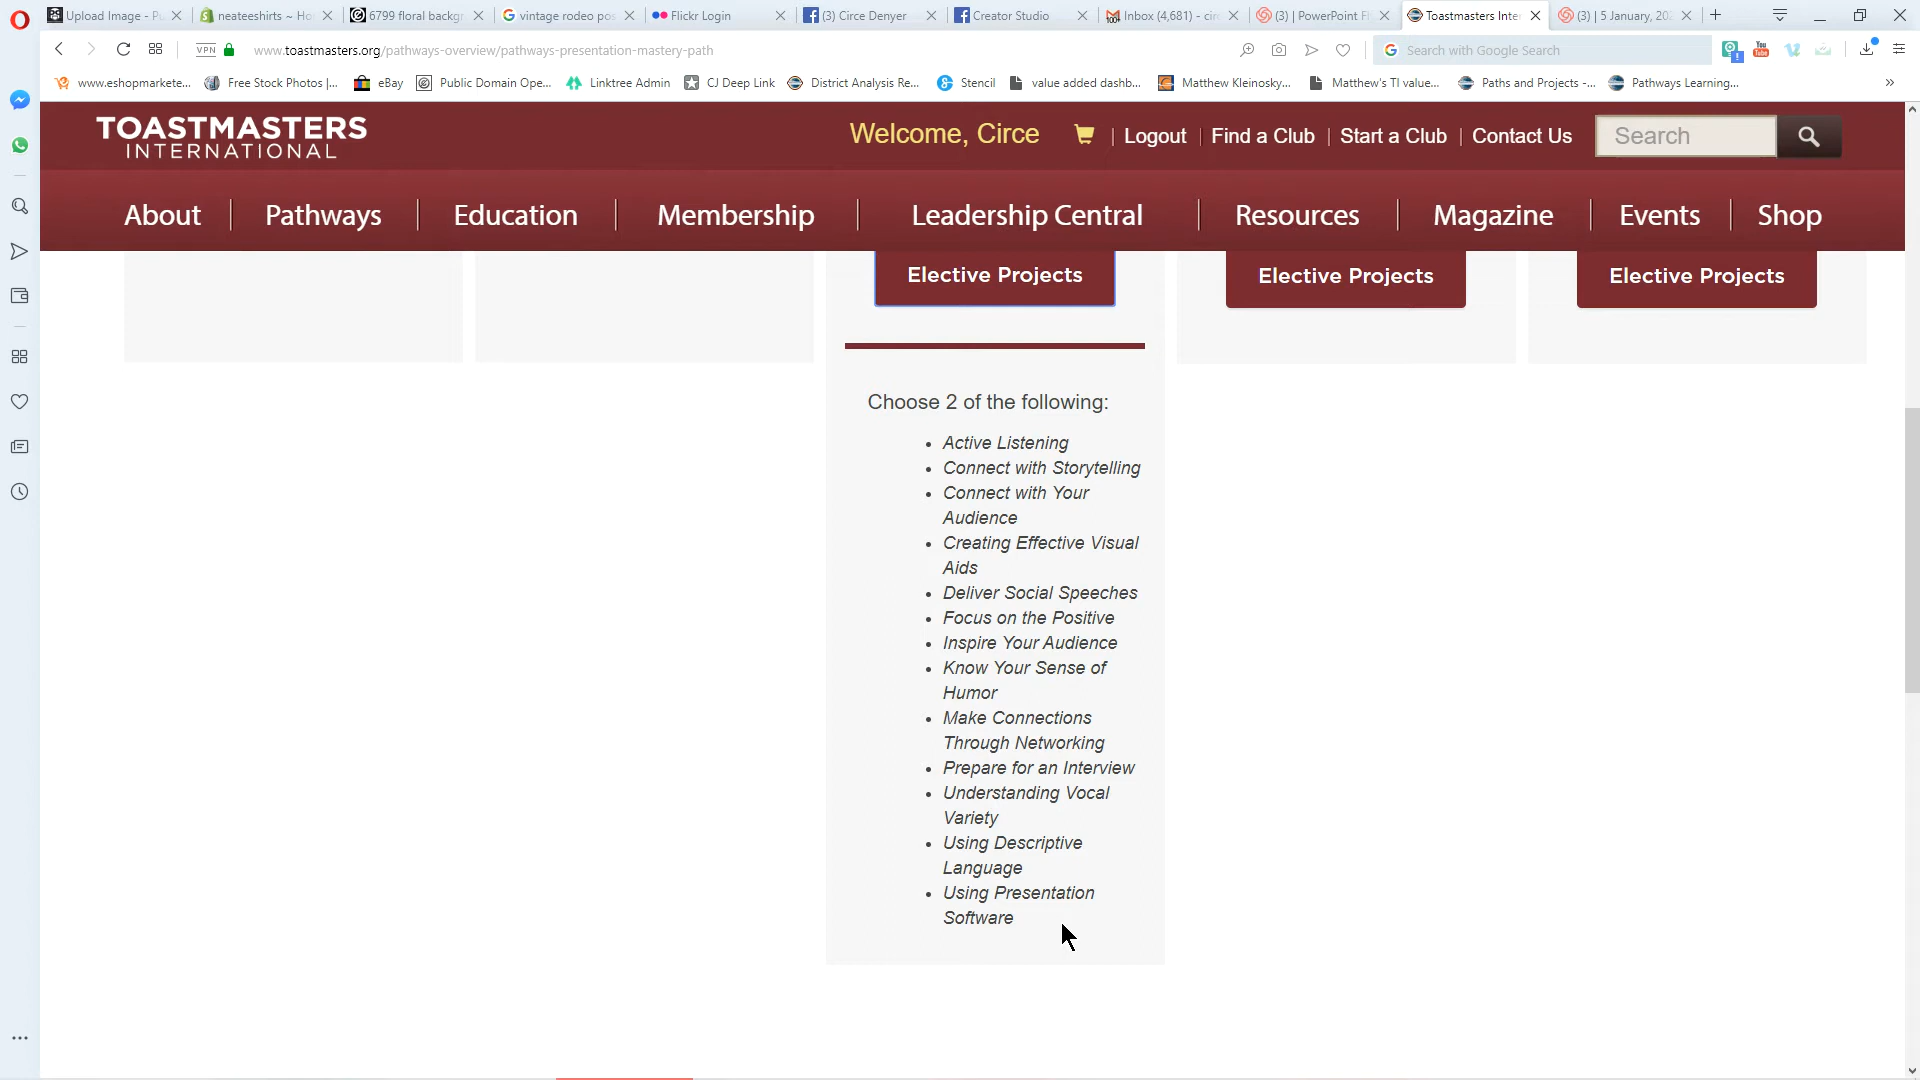 Upload Image - Pu
neateeshirts ~ Ho
6799 floral backg
vintage rodeo pos
Flickr Login
(3) Circe Denyer
Creator Studio
Inbox (4,681) - circ
(3) | PowerPoint F
Toastmasters Inte
(3) | 5 January, 202
VPN
www.toastmasters.org/pathways-overview/pathways-presentation-mastery-path
Search with Google Search
www.eshopmarkete...
Free Stock Photos |...
eBay
Public Domain Ope...
Linktree Admin
CJ Deep Link
District Analysis Re...
Stencil
value added dashb...
Matthew Kleinosky...
Matthew's TI value...
Paths and Projects -...
Pathways Learning...
TOASTMASTERS
INTERNATIONAL
Welcome, Circe
Logout
Find a Club
Start a Club
Contact Us
Search
About
Pathways
Education
Membership
Leadership Central
Resources
Magazine
Events
Shop
Elective Projects
Elective Projects
Elective Projects
Choose 2 of the following:
• Active Listening
• Connect with Storytelling
• Connect with Your
Audience
• Creating Effective Visual
Aids
• Deliver Social Speeches
• Focus on the Positive
• Inspire Your Audience
• Know Your Sense of
Humor
• Make Connections
Through Networking
• Prepare for an Interview
• Understanding Vocal
Variety
• Using Descriptive
Language
• Using Presentation
Software